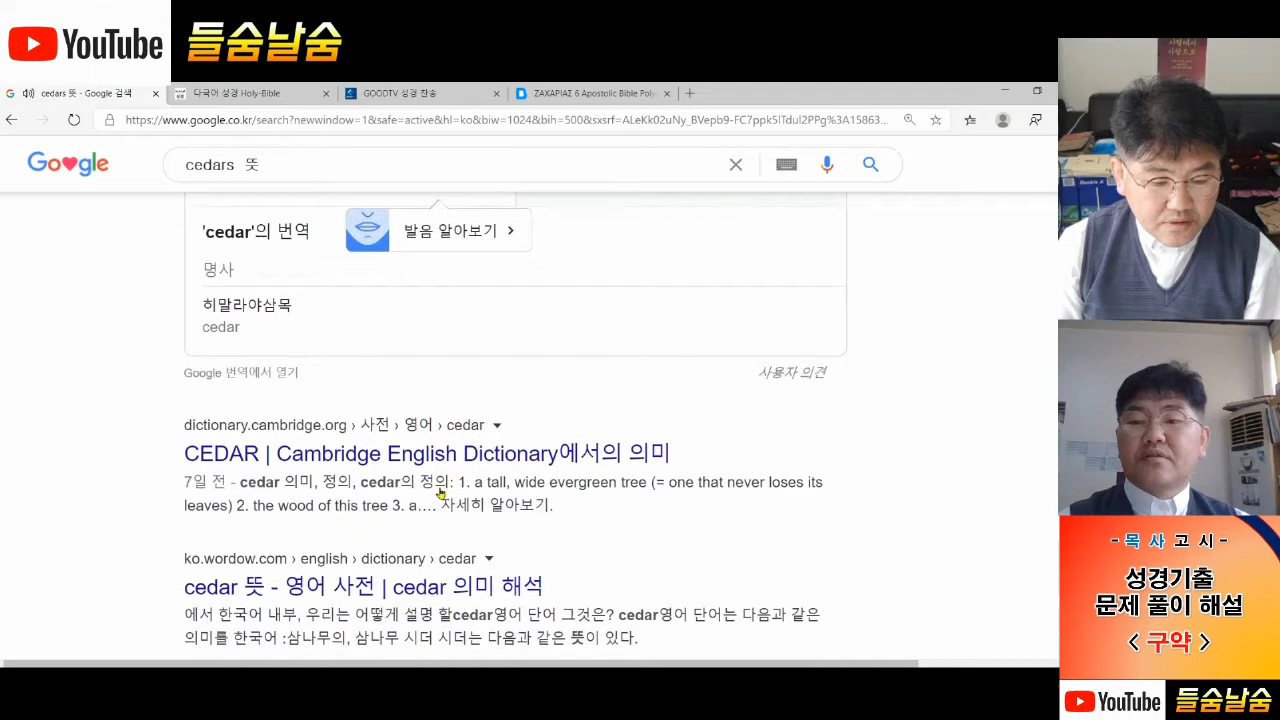 YouTube 들숨날숨
cedars 뜻 - Google 검색
다국어 성경 Holy-Bible
GOODTV 성경 찬송
ΖΑΧΑΡΙΑΣ 6 Apostolic Bible Poly
https://www.google.co.kr/search?newwindow=1&safe=active&hl=ko&biw=1024&bih=500&sxsrf=ALeKk02uNy_BVepb9-FC7ppk5lTdul2PPg%3A15863...
Google
cedars 뜻
'cedar'의 번역
발음 알아보기
명사
히말라야삼목
cedar
Google 번역에서 열기
사용자 의견
dictionary.cambridge.org › 사전 › 영어 › cedar
CEDAR | Cambridge English Dictionary에서의 의미
7일 전 - cedar 의미, 정의, cedar의 정의: 1. a tall, wide evergreen tree (= one that never loses its
leaves) 2. the wood of this tree 3. a.… 자세히 알아보기.
ko.wordow.com › english › dictionary › cedar
cedar 뜻 - 영어 사전 | cedar 의미 해석
에서 한국어 내부, 우리는 어떻게 설명 할cedar영어 단어 그것은? cedar영어 단어는 다음과 같은
의미를 한국어 :삼나무의, 삼나무 시더 시더는 다음과 같은 뜻이 있다.
사랑에서
사랑으로
- 목 사 고 시 -
성경기출
문제 풀이 해설
< 구약 >
YouTube 들숨날숨